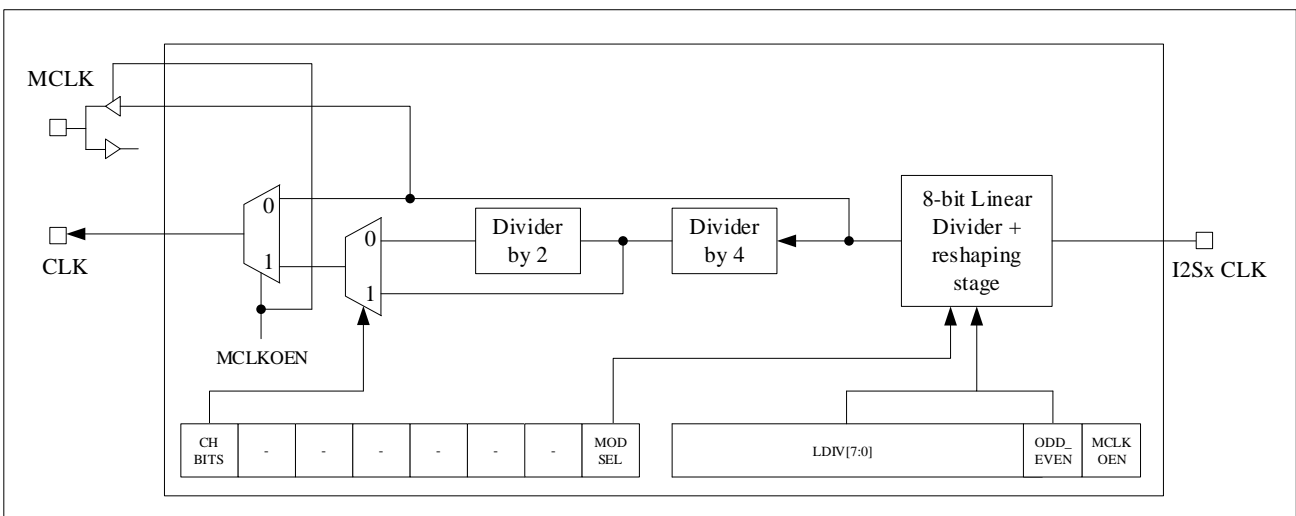 MCLK
0
8-bit Linear
Divider +
reshaping
stage
0
Divider
by 2
Divider
by 4
CLK
1
1
I2Sx CLK
MCLKOEN
CH
BITS
-
-
-
-
-
-
MOD
SEL
LDIV[7:0]
ODD_
EVEN
MCLK
OEN